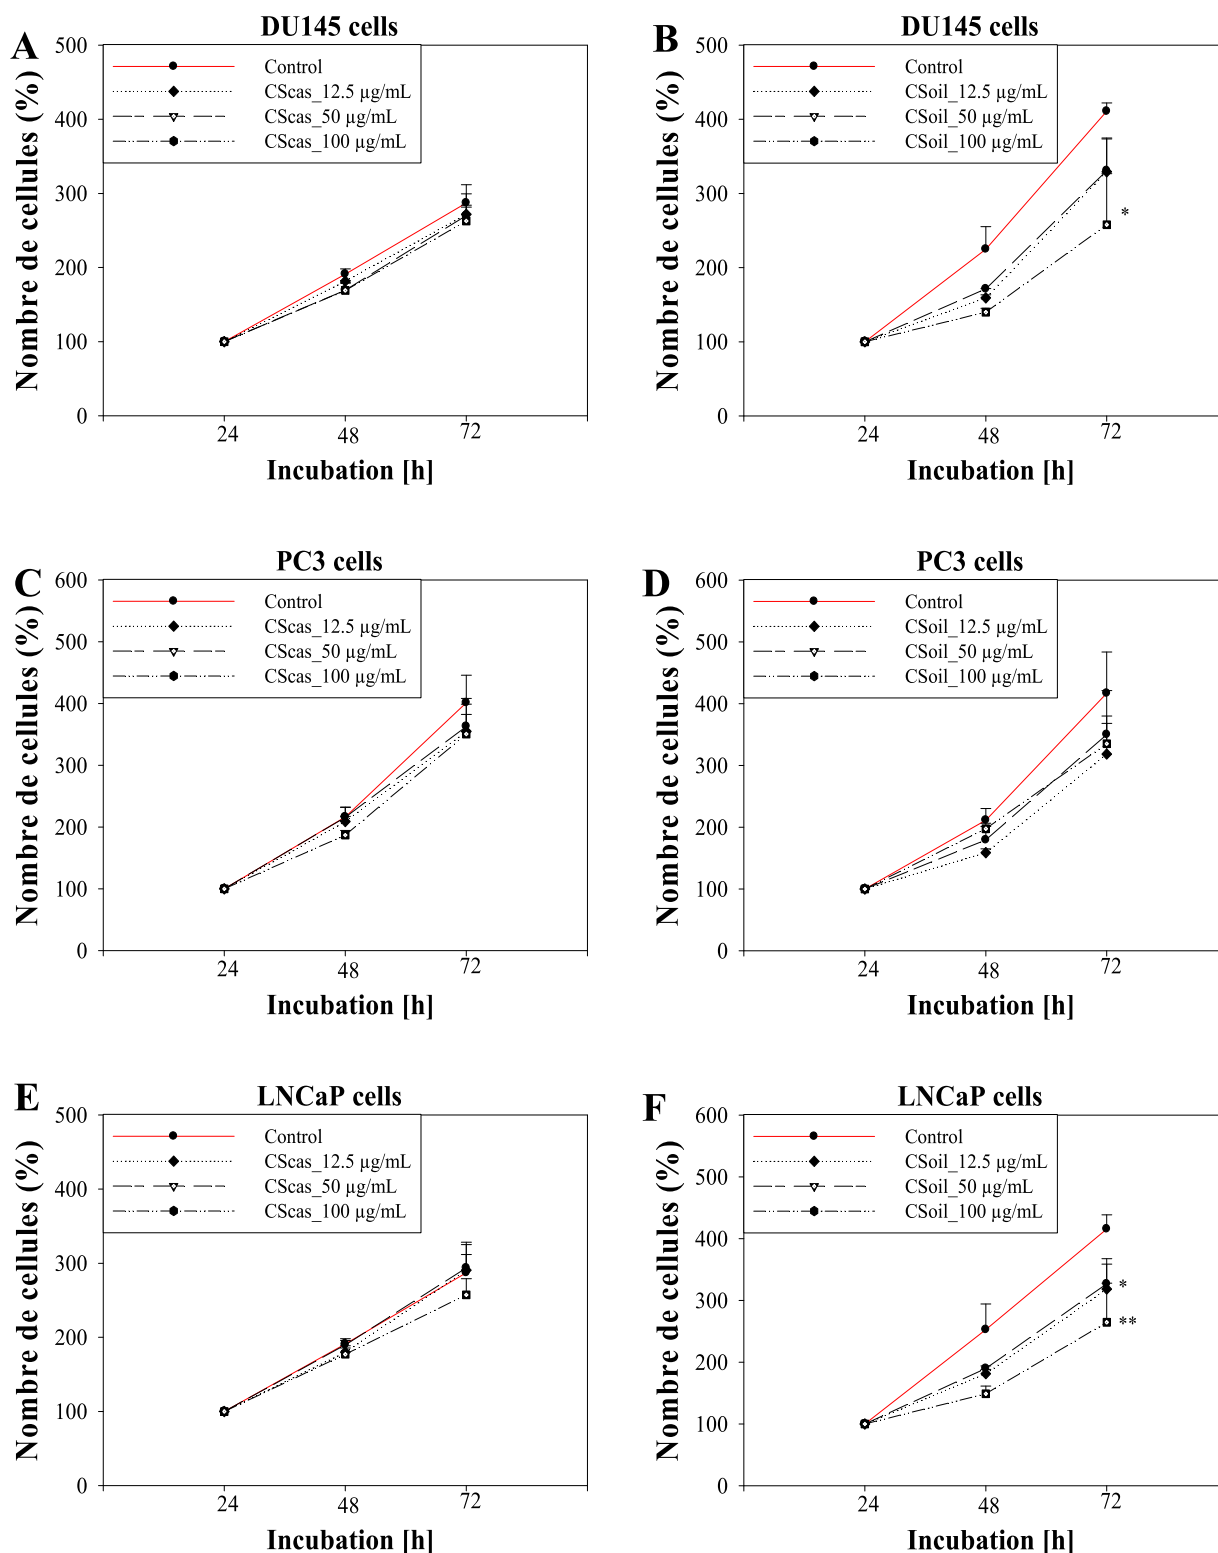 A
DU145 cells
Nombre de cellules (%)
500
400
300
200
100
0
Control
CScas_12.5 µg/mL
CScas_50 µg/mL
CScas_100 µg/mL
24
48
72
Incubation [h]
B
DU145 cells
Nombre de cellules (%)
500
400
300
200
100
0
Control
CSoil_12.5 µg/mL
CSoil_50 µg/mL
CSoil_100 µg/mL
*
24
48
72
Incubation [h]
C
PC3 cells
Nombre de cellules (%)
600
500
400
300
200
100
0
Control
CScas_12.5 µg/mL
CScas_50 µg/mL
CScas_100 µg/mL
24
48
72
Incubation [h]
D
PC3 cells
Nombre de cellules (%)
600
500
400
300
200
100
0
Control
CSoil_12.5 µg/mL
CSoil_50 µg/mL
CSoil_100 µg/mL
24
48
72
Incubation [h]
E
LNCaP cells
Nombre de cellules (%)
500
400
300
200
100
0
Control
CScas_12.5 µg/mL
CScas_50 µg/mL
CScas_100 µg/mL
24
48
72
Incubation [h]
F
LNCaP cells
Nombre de cellules (%)
600
500
400
300
200
100
0
Control
CSoil_12.5 µg/mL
CSoil_50 µg/mL
CSoil_100 µg/mL
*
**
24
48
72
Incubation [h]